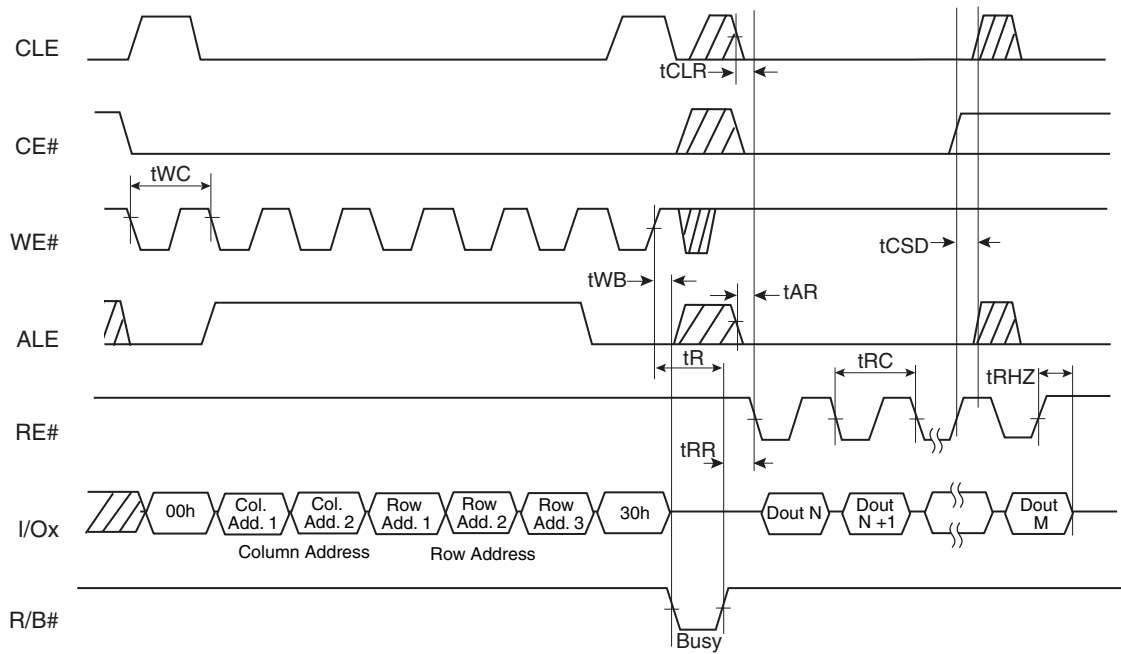 CLE
tCLR
CE#
tWC
WE#
tCSD
tWB
tAR
ALE
tR
tRC
tRHZ
RE#
tRR
I/Ox
00h
Col.
Add. 1
Col.
Add. 2
Row
Add. 1
Row
Add. 2
Row
Add. 3
30h
Dout N
Dout
N +1
Dout
M
Column Address
Row Address
R/B#
Busy